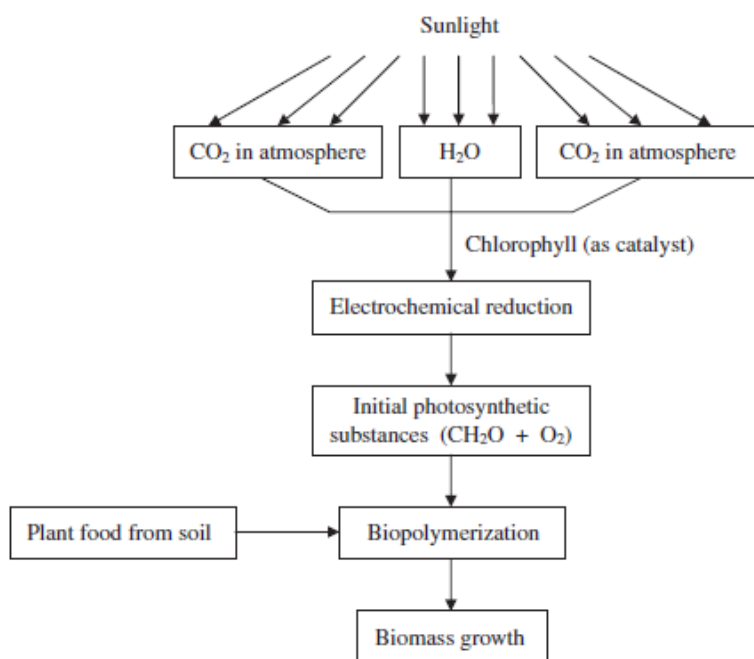 Sunlight
CO₂ in atmosphere
H₂O
CO₂ in atmosphere
Chlorophyll (as catalyst)
Electrochemical reduction
Initial photosynthetic
substances (CH₂O + O₂)
Plant food from soil
Biopolymerization
Biomass growth